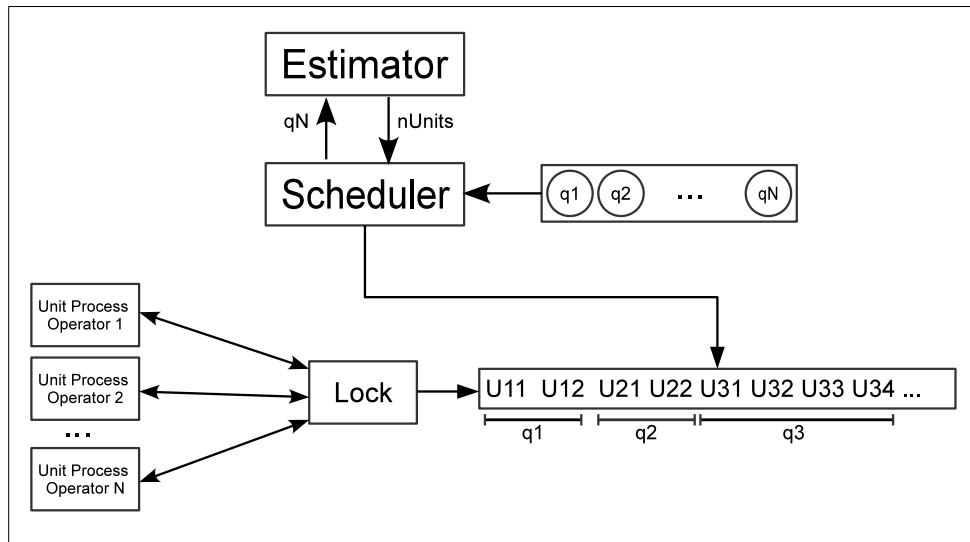 Estimator
qN
nUnits
Scheduler
q1
q2
...
qN
Unit Process
Operator 1
Unit Process
Operator 2
...
Unit Process
Operator N
Lock
U11 U12 U21 U22 U31 U32 U33 U34 ...
q1
q2
q3